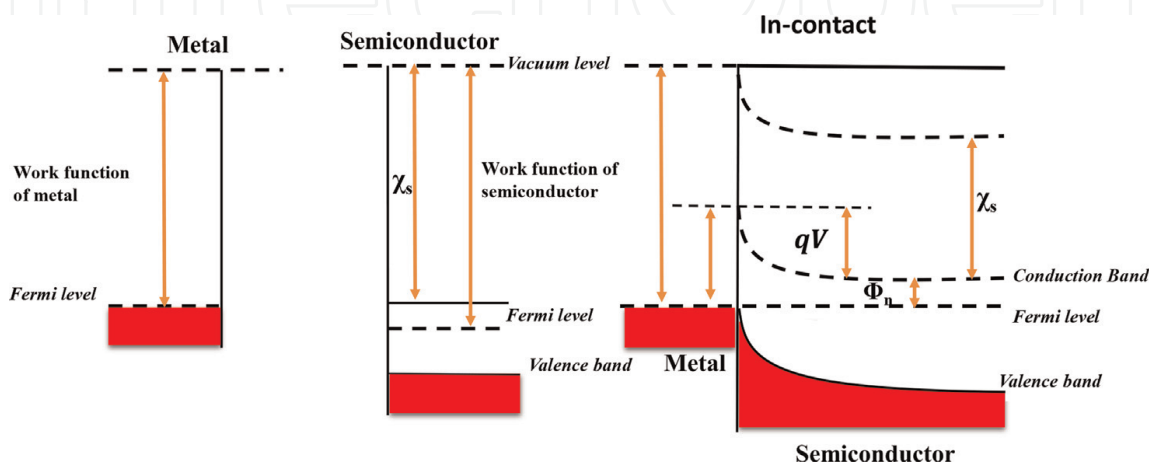 In-contact
Metal
Semiconductor
Vacuum level
Work function
of metal
χs
Work function of
semiconductor
χs
qV
Conduction Band
Φn
Fermi level
Fermi level
Fermi level
Valence band
Metal
Valence band
Semiconductor